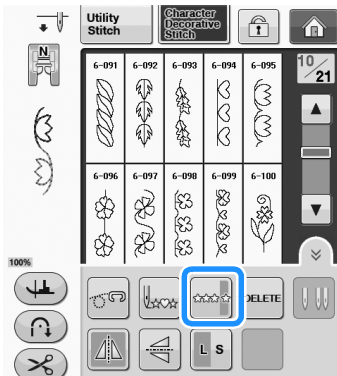 Utility
Stitch
Character
Decorative
Stitch
N
6-091 6-092 6-093 6-094 6-095
10/21
6-096 6-097 6-098 6-099 6-100
100%
DELETE
L S